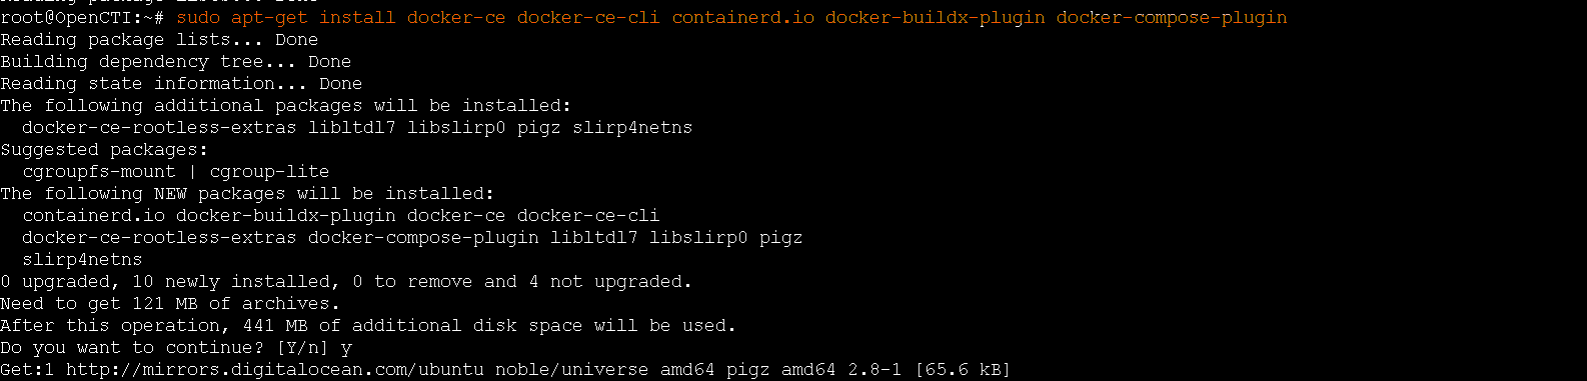 root@OpenCTI:~# sudo apt-get install docker-ce docker-ce-cli containerd.io docker-buildx-plugin docker-compose-plugin
Reading package lists... Done
Building dependency tree... Done
Reading state information... Done
The following additional packages will be installed:
  docker-ce-rootless-extras libltdl7 libslirp0 pigz slirp4netns
Suggested packages:
  cgroupfs-mount | cgroup-lite
The following NEW packages will be installed:
  containerd.io docker-buildx-plugin docker-ce docker-ce-cli
  docker-ce-rootless-extras docker-compose-plugin libltdl7 libslirp0 pigz
  slirp4netns
0 upgraded, 10 newly installed, 0 to remove and 4 not upgraded.
Need to get 121 MB of archives.
After this operation, 441 MB of additional disk space will be used.
Do you want to continue? [Y/n] y
Get:1 http://mirrors.digitalocean.com/ubuntu noble/universe amd64 pigz amd64 2.8-1 [65.6 kB]